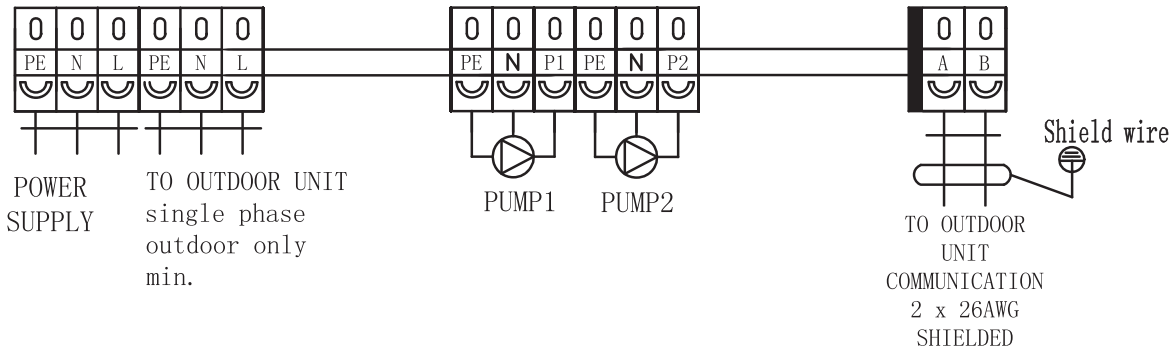 0 0 0 0 0 0
PE N L PE N L
0 0 0 0 0 0
PE N P1 PE N P2
0 0
A B
POWER
SUPPLY
TO OUTDOOR UNIT
single phase
outdoor only
min.
PUMP1
PUMP2
Shield wire
TO OUTDOOR
UNIT
COMMUNICATION
2 x 26AWG
SHIELDED